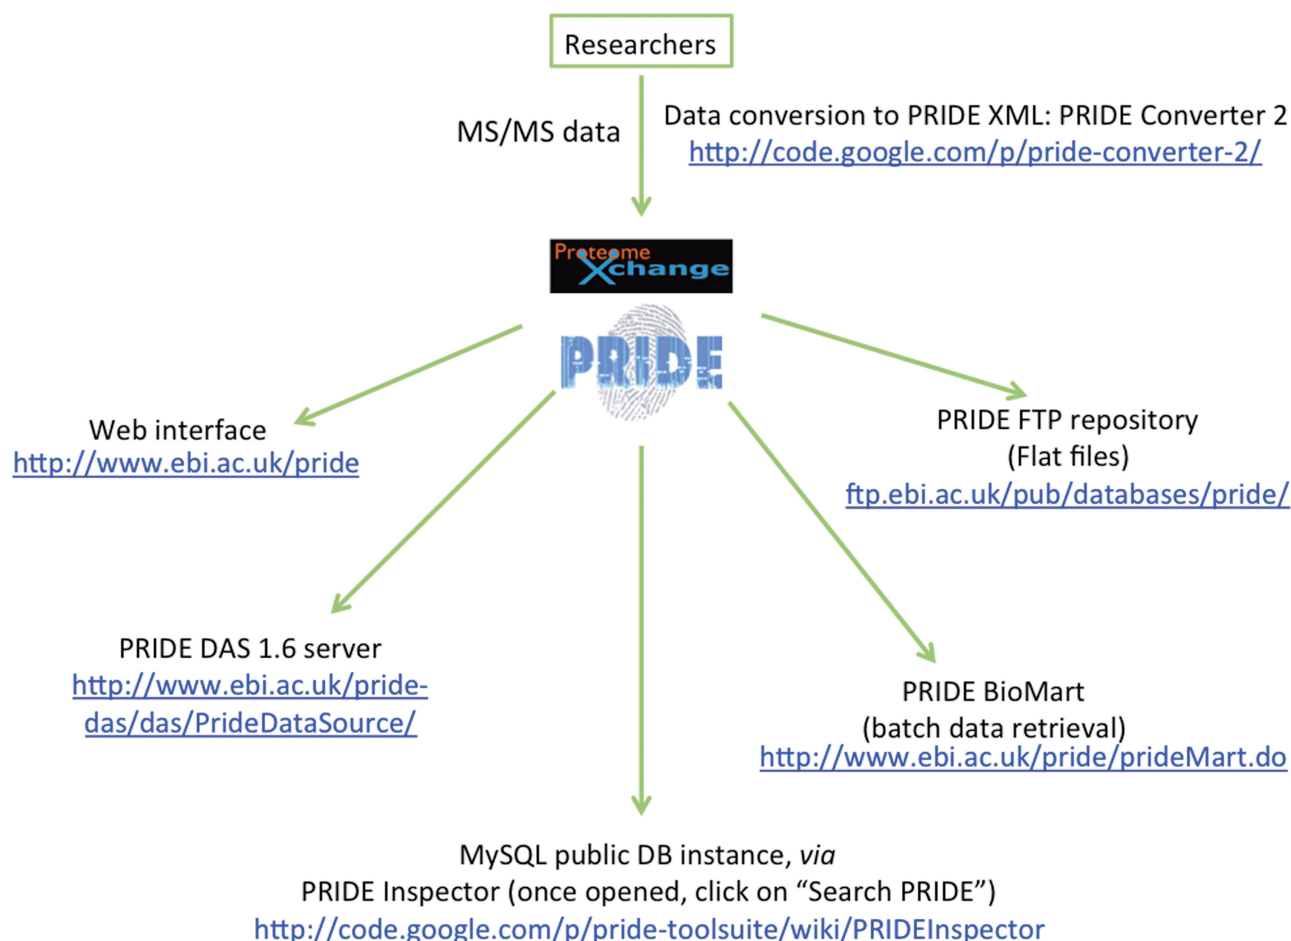 Researchers
MS/MS data
Data conversion to PRIDE XML: PRIDE Converter 2
http://code.google.com/p/pride-converter-2/
Proteome
Xchange
PRIDE
Web interface
http://www.ebi.ac.uk/pride
PRIDE FTP repository
(Flat files)
ftp.ebi.ac.uk/pub/databases/pride/
PRIDE DAS 1.6 server
http://www.ebi.ac.uk/pride-
das/das/PrideDataSource/
PRIDE BioMart
(batch data retrieval)
http://www.ebi.ac.uk/pride/prideMart.do
MySQL public DB instance, via
PRIDE Inspector (once opened, click on “Search PRIDE”)
http://code.google.com/p/pride-toolsuite/wiki/PRIDEInspector